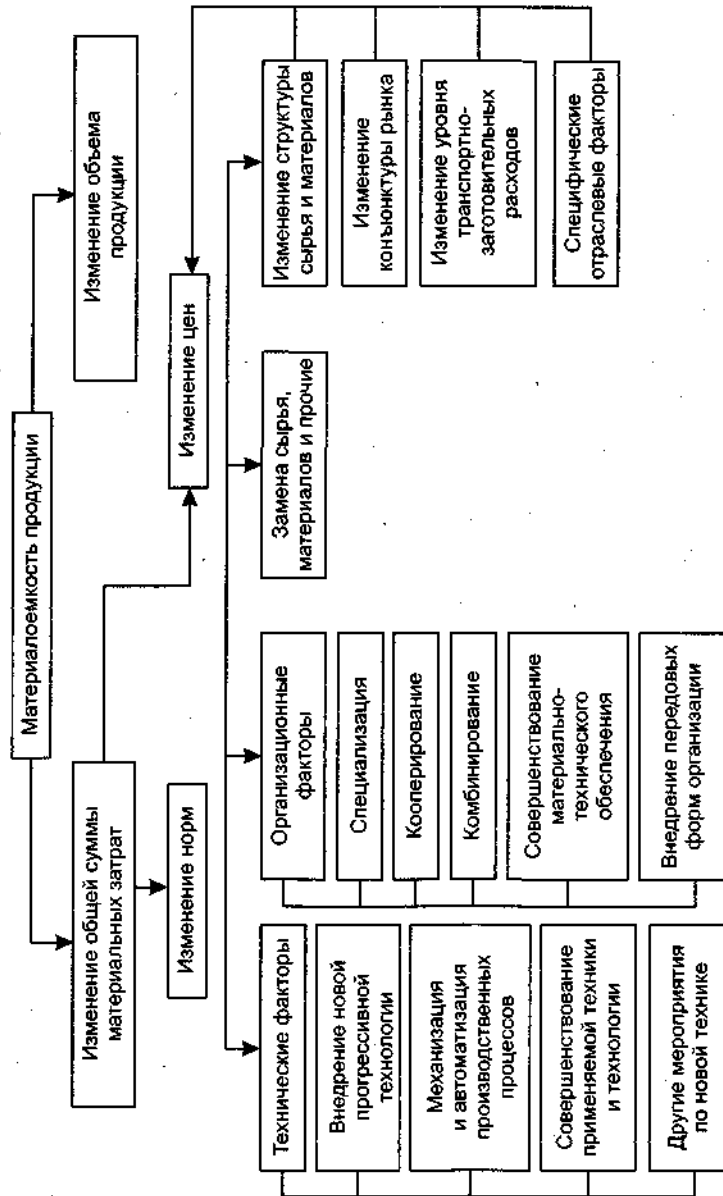 Материалоемкость продукции
Изменение общей суммы
материальных затрат
Изменение объема
продукции
Изменение норм
Изменение цен
Технические факторы
Внедрение новой
прогрессивной
технологии
Механизация
и автоматизация
производственных
процессов
Совершенствование
применяемой техники
и технологии
Другие мероприятия
по новой технике
Организационные
факторы
Специализация
Кооперирование
Комбинирование
Совершенствование
материально-
технического
обеспечения
Внедрение передовых
форм организации
Замена сырья,
материалов и прочие
Изменение структуры
сырья и материалов
Изменение
конъюнктуры рынка
Изменение уровня
транспортно-
заготовительных
расходов
Специфические
отраслевые факторы